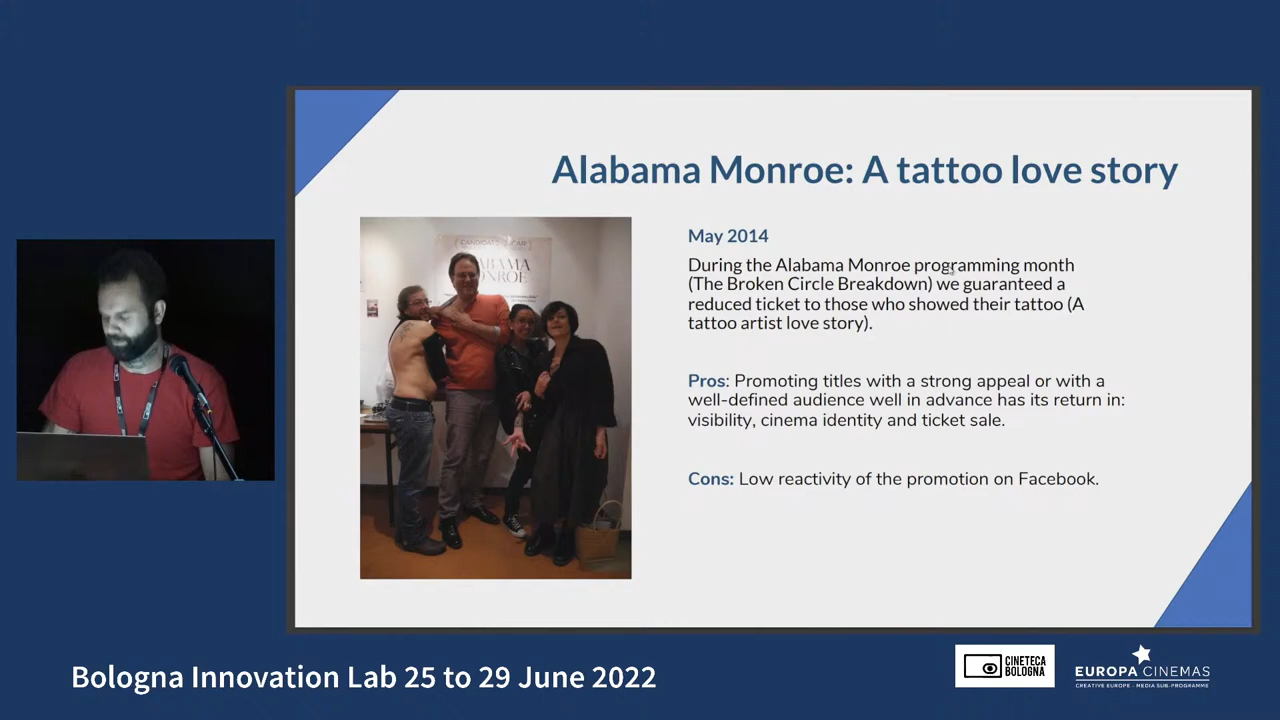 Alabama Monroe: A tattoo love story
CANDIDATE OSCAR
ALABAMA
MONROE
May 2014
During the Alabama Monroe programming month
(The Broken Circle Breakdown) we guaranteed a
reduced ticket to those who showed their tattoo (A
tattoo artist love story).
Pros: Promoting titles with a strong appeal or with a
well-defined audience well in advance has its return in:
visibility, cinema identity and ticket sale.
Cons: Low reactivity of the promotion on Facebook.
Bologna Innovation Lab 25 to 29 June 2022
CINETECA
BOLOGNA
EUROPA CINEMAS
CREATIVE EUROPE - MEDIA SUB-PROGRAMME